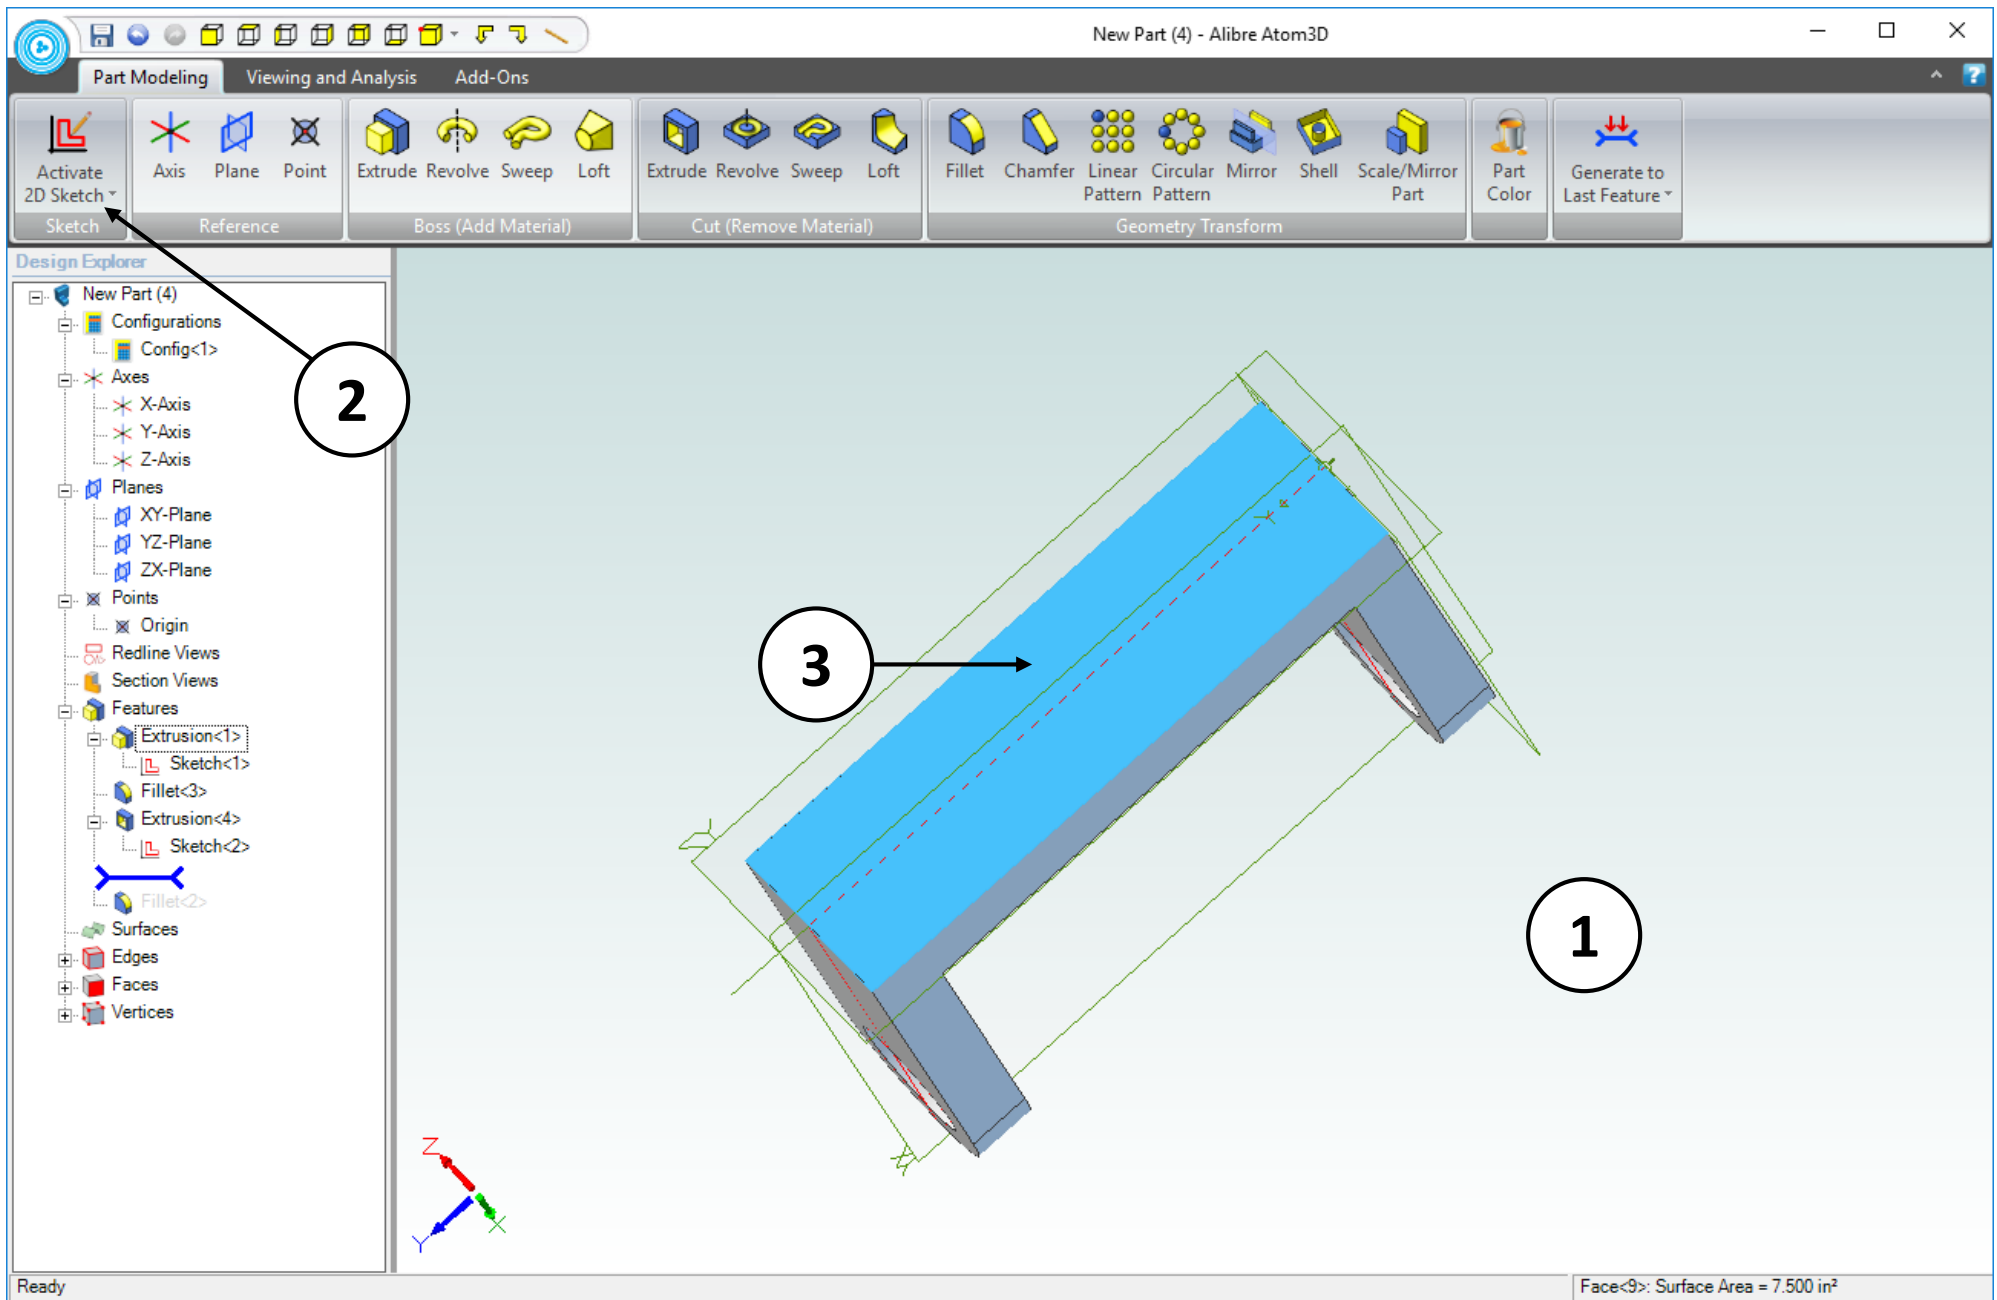 New Part (4) - Alibre Atom3D
Part Modeling Viewing and Analysis Add-Ons
Activate
2D Sketch
Axis Plane Point
Extrude Revolve Sweep Loft
Extrude Revolve Sweep Loft
Fillet Chamfer Linear
Pattern Circular
Pattern Mirror Shell Scale/Mirror
Part
Part
Color
Generate to
Last Feature
Sketch Reference Boss (Add Material) Cut (Remove Material) Geometry Transform
Design Explorer
New Part (4)
Configurations
Config<1>
Axes
X-Axis
Y-Axis
Z-Axis
Planes
XY-Plane
YZ-Plane
ZX-Plane
Points
Origin
Redline Views
Section Views
Features
Extrusion<1>
Sketch<1>
Fillet<3>
Extrusion<4>
Sketch<2>
Fillet<2>
Surfaces
Edges
Faces
Vertices
2
3
1
Z
X
Y
Ready
Face<9>: Surface Area = 7.500 in²